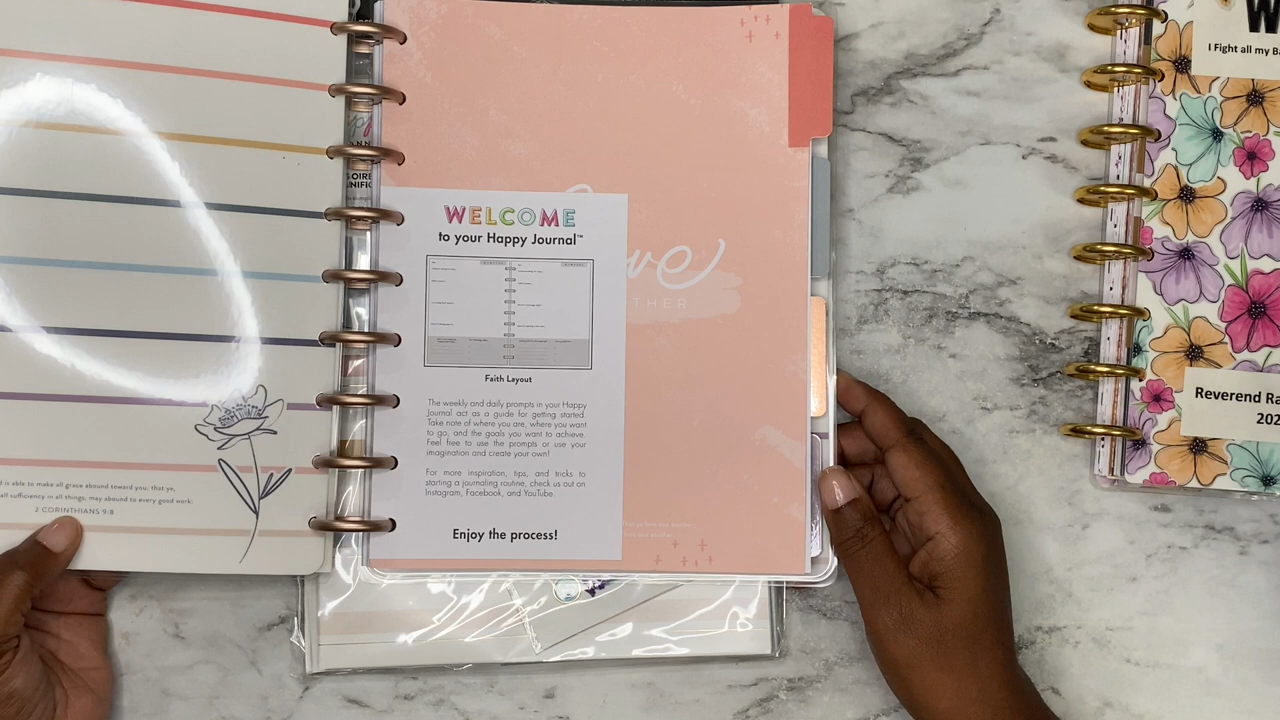 d is able to make all grace abound toward you; that ye,
all sufficiency in all things, may abound to every good work:
2 CORINTHIANS 9:8
WELCOME
to your Happy Journal™
Faith Layout
The weekly and daily prompts in your Happy
Journal act as a guide for getting started.
Take note of where you are, where you want
to go, and the goals you want to achieve.
Feel free to use the prompts or use your
imagination and create your own!
For more inspiration, tips, and tricks to
starting a journaling routine, check us out on
Instagram, Facebook, and YouTube
Enjoy the process!
ve
THER
W
I Fight all my Ba
Reverend Ra
202